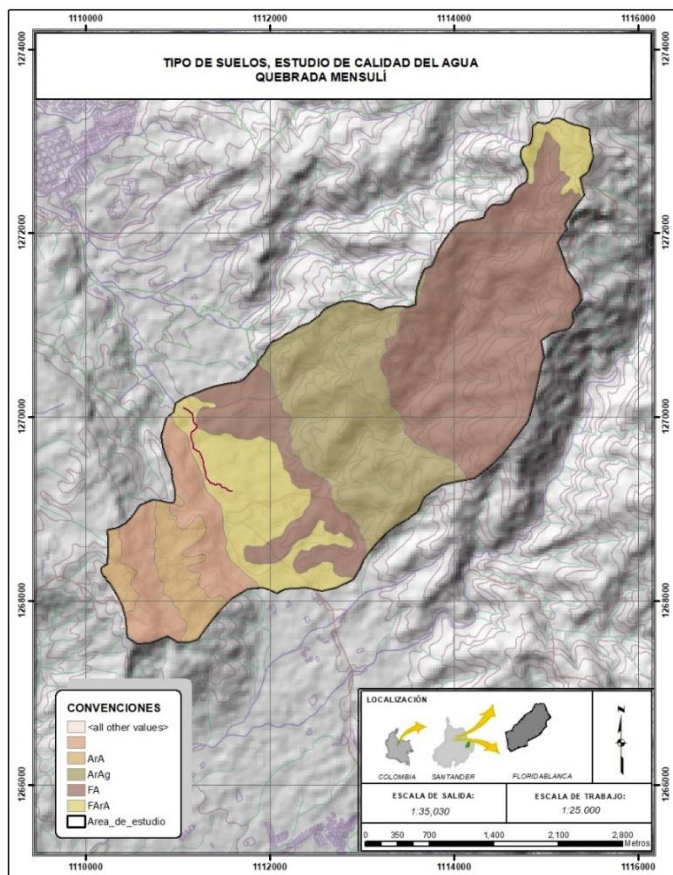 1110000 1112000 1114000 1116000
TIPO DE SUELOS, ESTUDIO DE CALIDAD DEL AGUA
QUEBRADA MENSULÍ
1274000 1274000
1272000 1272000
1270000 1270000
1268000 1268000
1266000 1266000
CONVENCIONES
<all other values>
ArA
ArAg
FA
FArA
Area_de_estudio
LOCALIZACIÓN
COLOMBIA SANTANDER FLORIDABLANCA
N
ESCALA DE SALIDA: ESCALA DE TRABAJO:
1:35,030 1:25.000
0 350 700 1,400 2,100 2,800
Metros
1110000 1112000 1114000 1116000